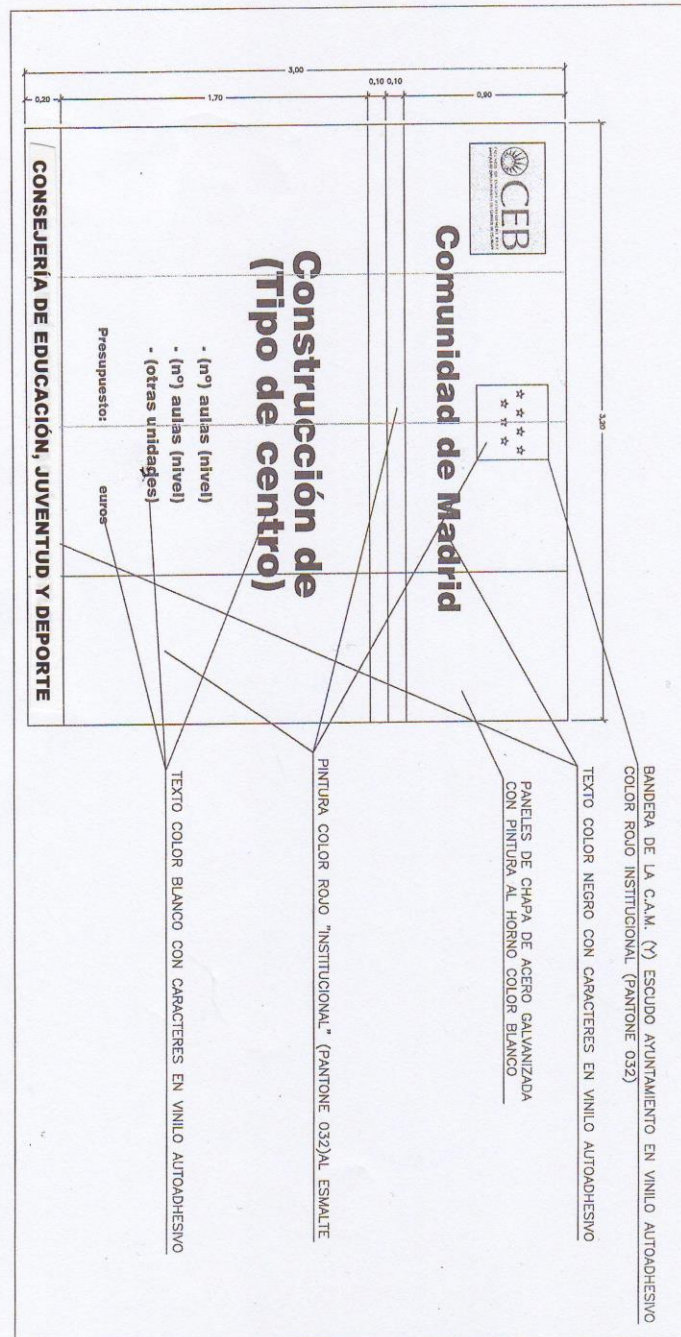 CEB
Comunidad de Madrid
Construcción de
(Tipo de centro)
- (nº) aulas (nivel)
- (nº) aulas (nivel)
- (otras unidades)
Presupuesto: euros
CONSEJERÍA DE EDUCACIÓN, JUVENTUD Y DEPORTE
3,20
3,00
0,90
0,10
0,10
1,70
0,20
BANDERA DE LA C.A.M. (Y) ESCUDO AYUNTAMIENTO EN VINILO AUTOADHESIVO
COLOR ROJO INSTITUCIONAL (PANTONE 032)
TEXTO COLOR NEGRO CON CARACTERES EN VINILO AUTOADHESIVO
PANELES DE CHAPA DE ACERO GALVANIZADA
CON PINTURA AL HORNO COLOR BLANCO
PINTURA COLOR ROJO "INSTITUCIONAL" (PANTONE 032)AL ESMALTE
TEXTO COLOR BLANCO CON CARACTERES EN VINILO AUTOADHESIVO